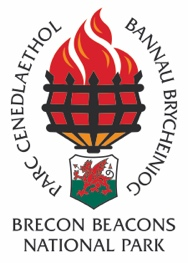 PARC CENEDLAETHOL
BANNAU BRYCHEINIOG
BRECON BEACONS
NATIONAL PARK